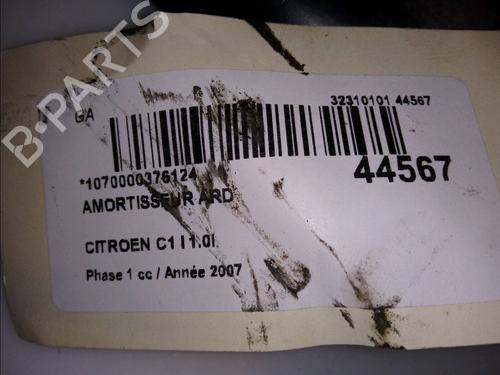 B-PARTS
GA
32310101 44567
*1070000376124
44567
AMORTISSEUR ARD
CITROEN C1 I 1.0I
Phase 1 cc / Année 2007